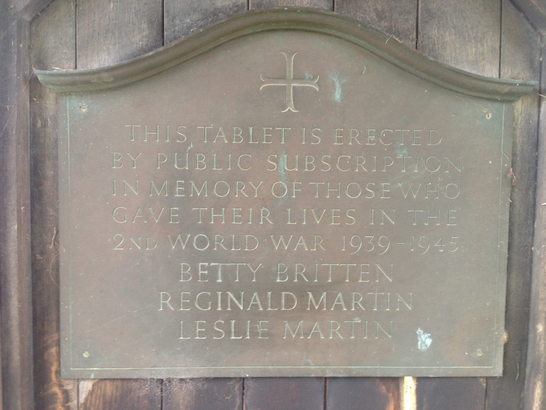 THIS TABLET IS ERECTED
BY PUBLIC SUBSCRIPTION
IN MEMORY OF THOSE WHO
GAVE THEIR LIVES IN THE
2ND WORLD WAR 1939-1945
BETTY BRITTEN
REGINALD MARTIN
LESLIE MARTIN